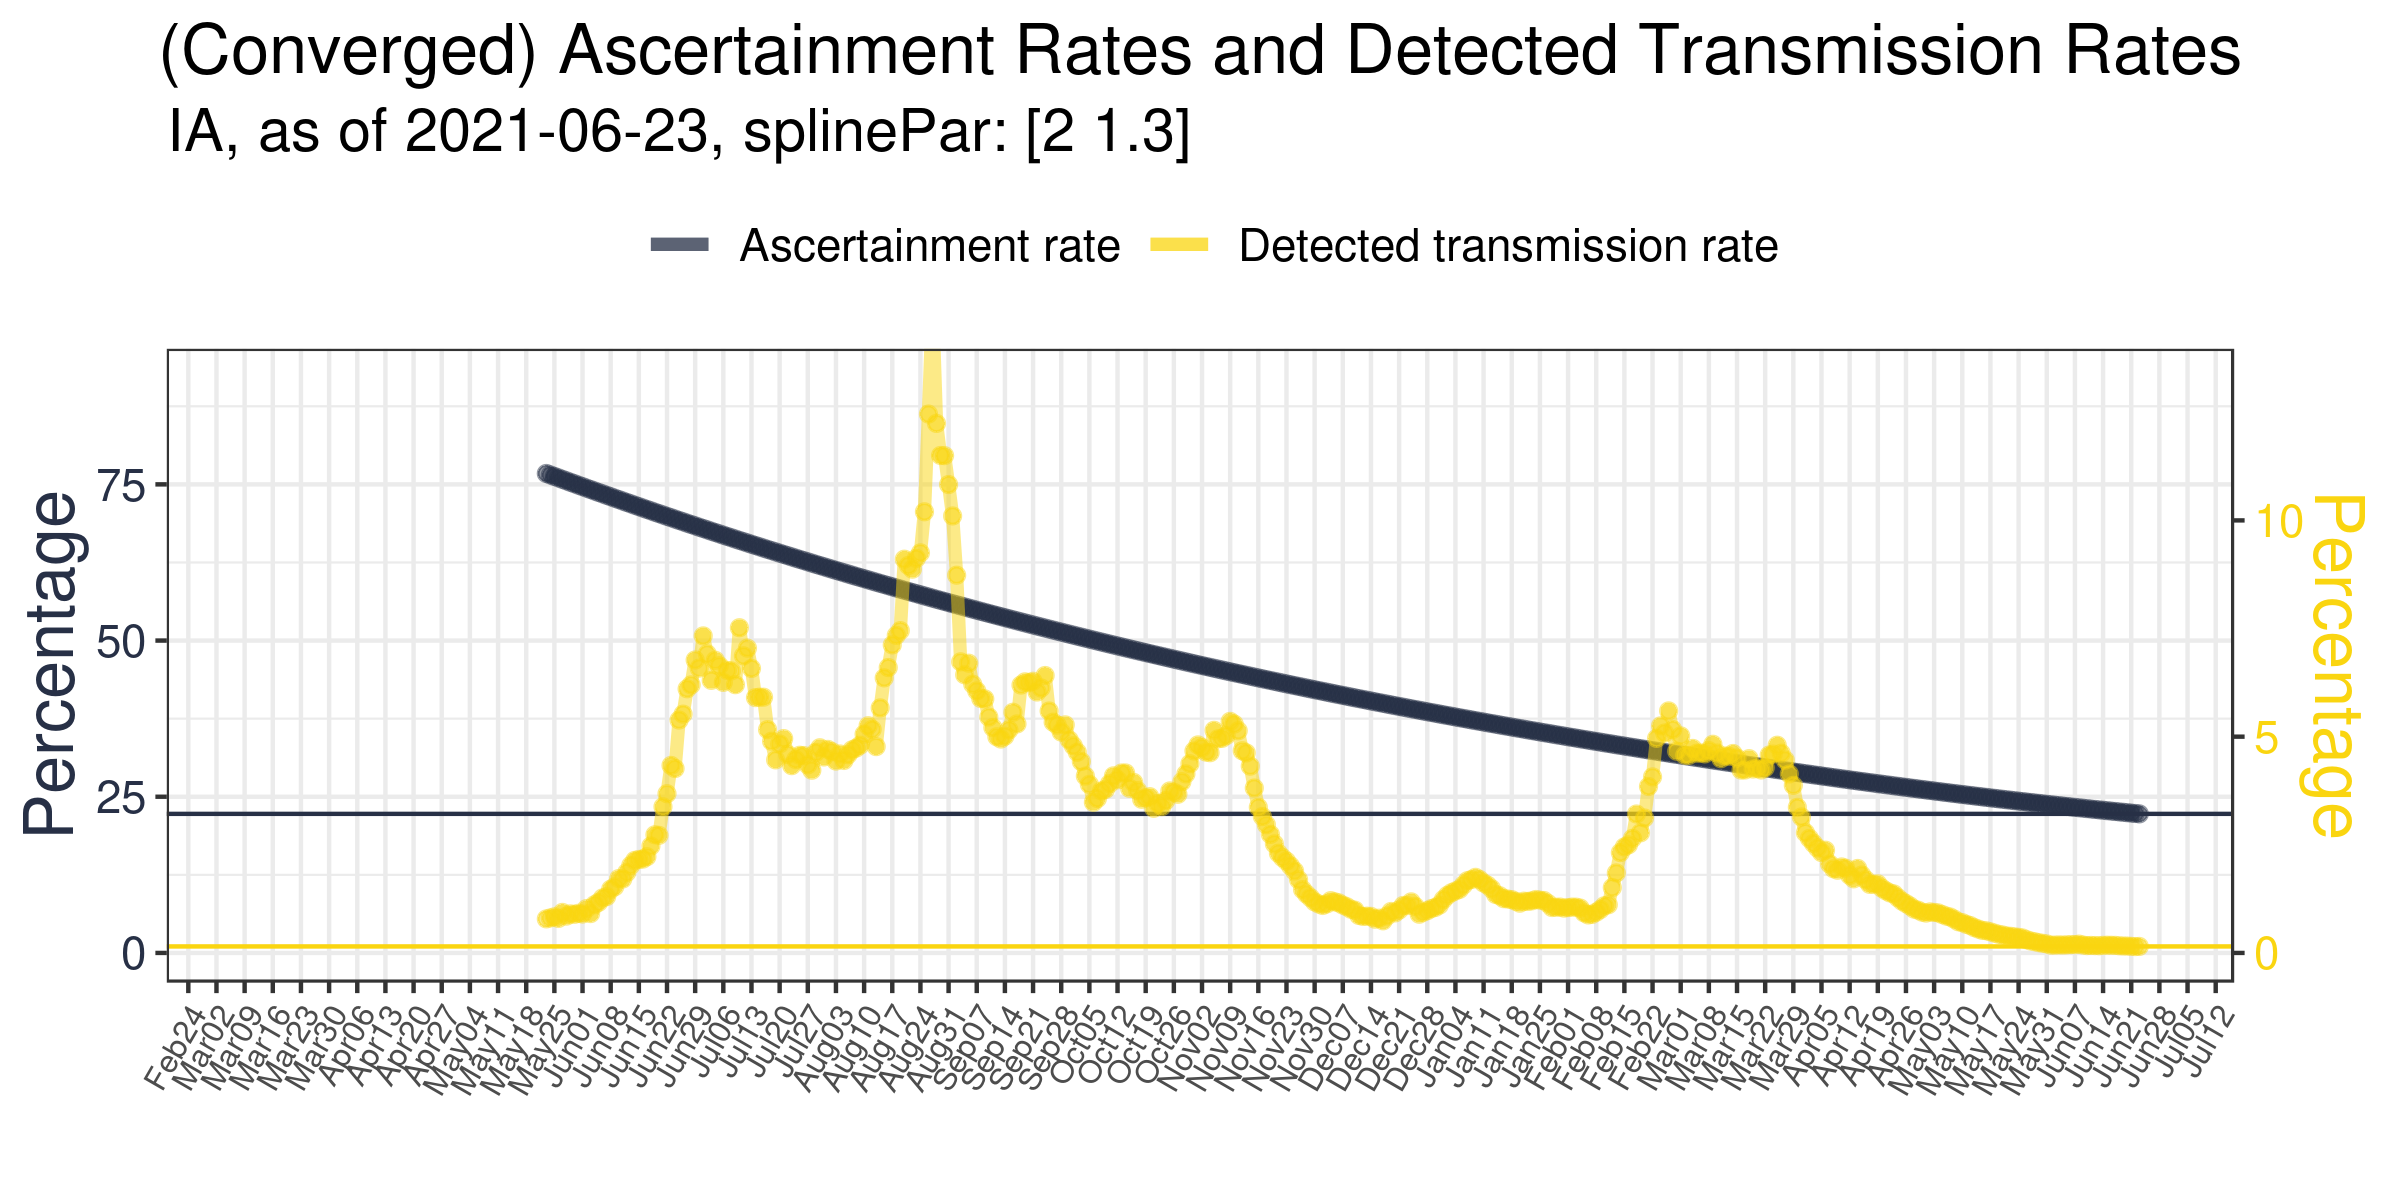 (Converged) Ascertainment Rates and Detected Transmission Rates
IA, as of 2021-06-23, splinePar: [2 1.3]
Ascertainment rate
Detected transmission rate
Percentage
75
50
25
0
10
5
0
Percentage
Feb24
Mar02
Mar09
Mar16
Mar23
Mar30
Apr06
Apr13
Apr20
Apr27
May04
May11
May18
May25
Jun01
Jun08
Jun15
Jun22
Jun29
Jul06
Jul13
Jul20
Jul27
Aug03
Aug10
Aug17
Aug24
Aug31
Sep07
Sep14
Sep21
Sep28
Oct05
Oct12
Oct19
Oct26
Nov02
Nov09
Nov16
Nov23
Nov30
Dec07
Dec14
Dec21
Dec28
Jan04
Jan11
Jan18
Jan25
Feb01
Feb08
Feb15
Feb22
Mar01
Mar08
Mar15
Mar22
Mar29
Apr05
Apr12
Apr19
Apr26
May03
May10
May17
May24
May31
Jun07
Jun14
Jun21
Jun28
Jul05
Jul12